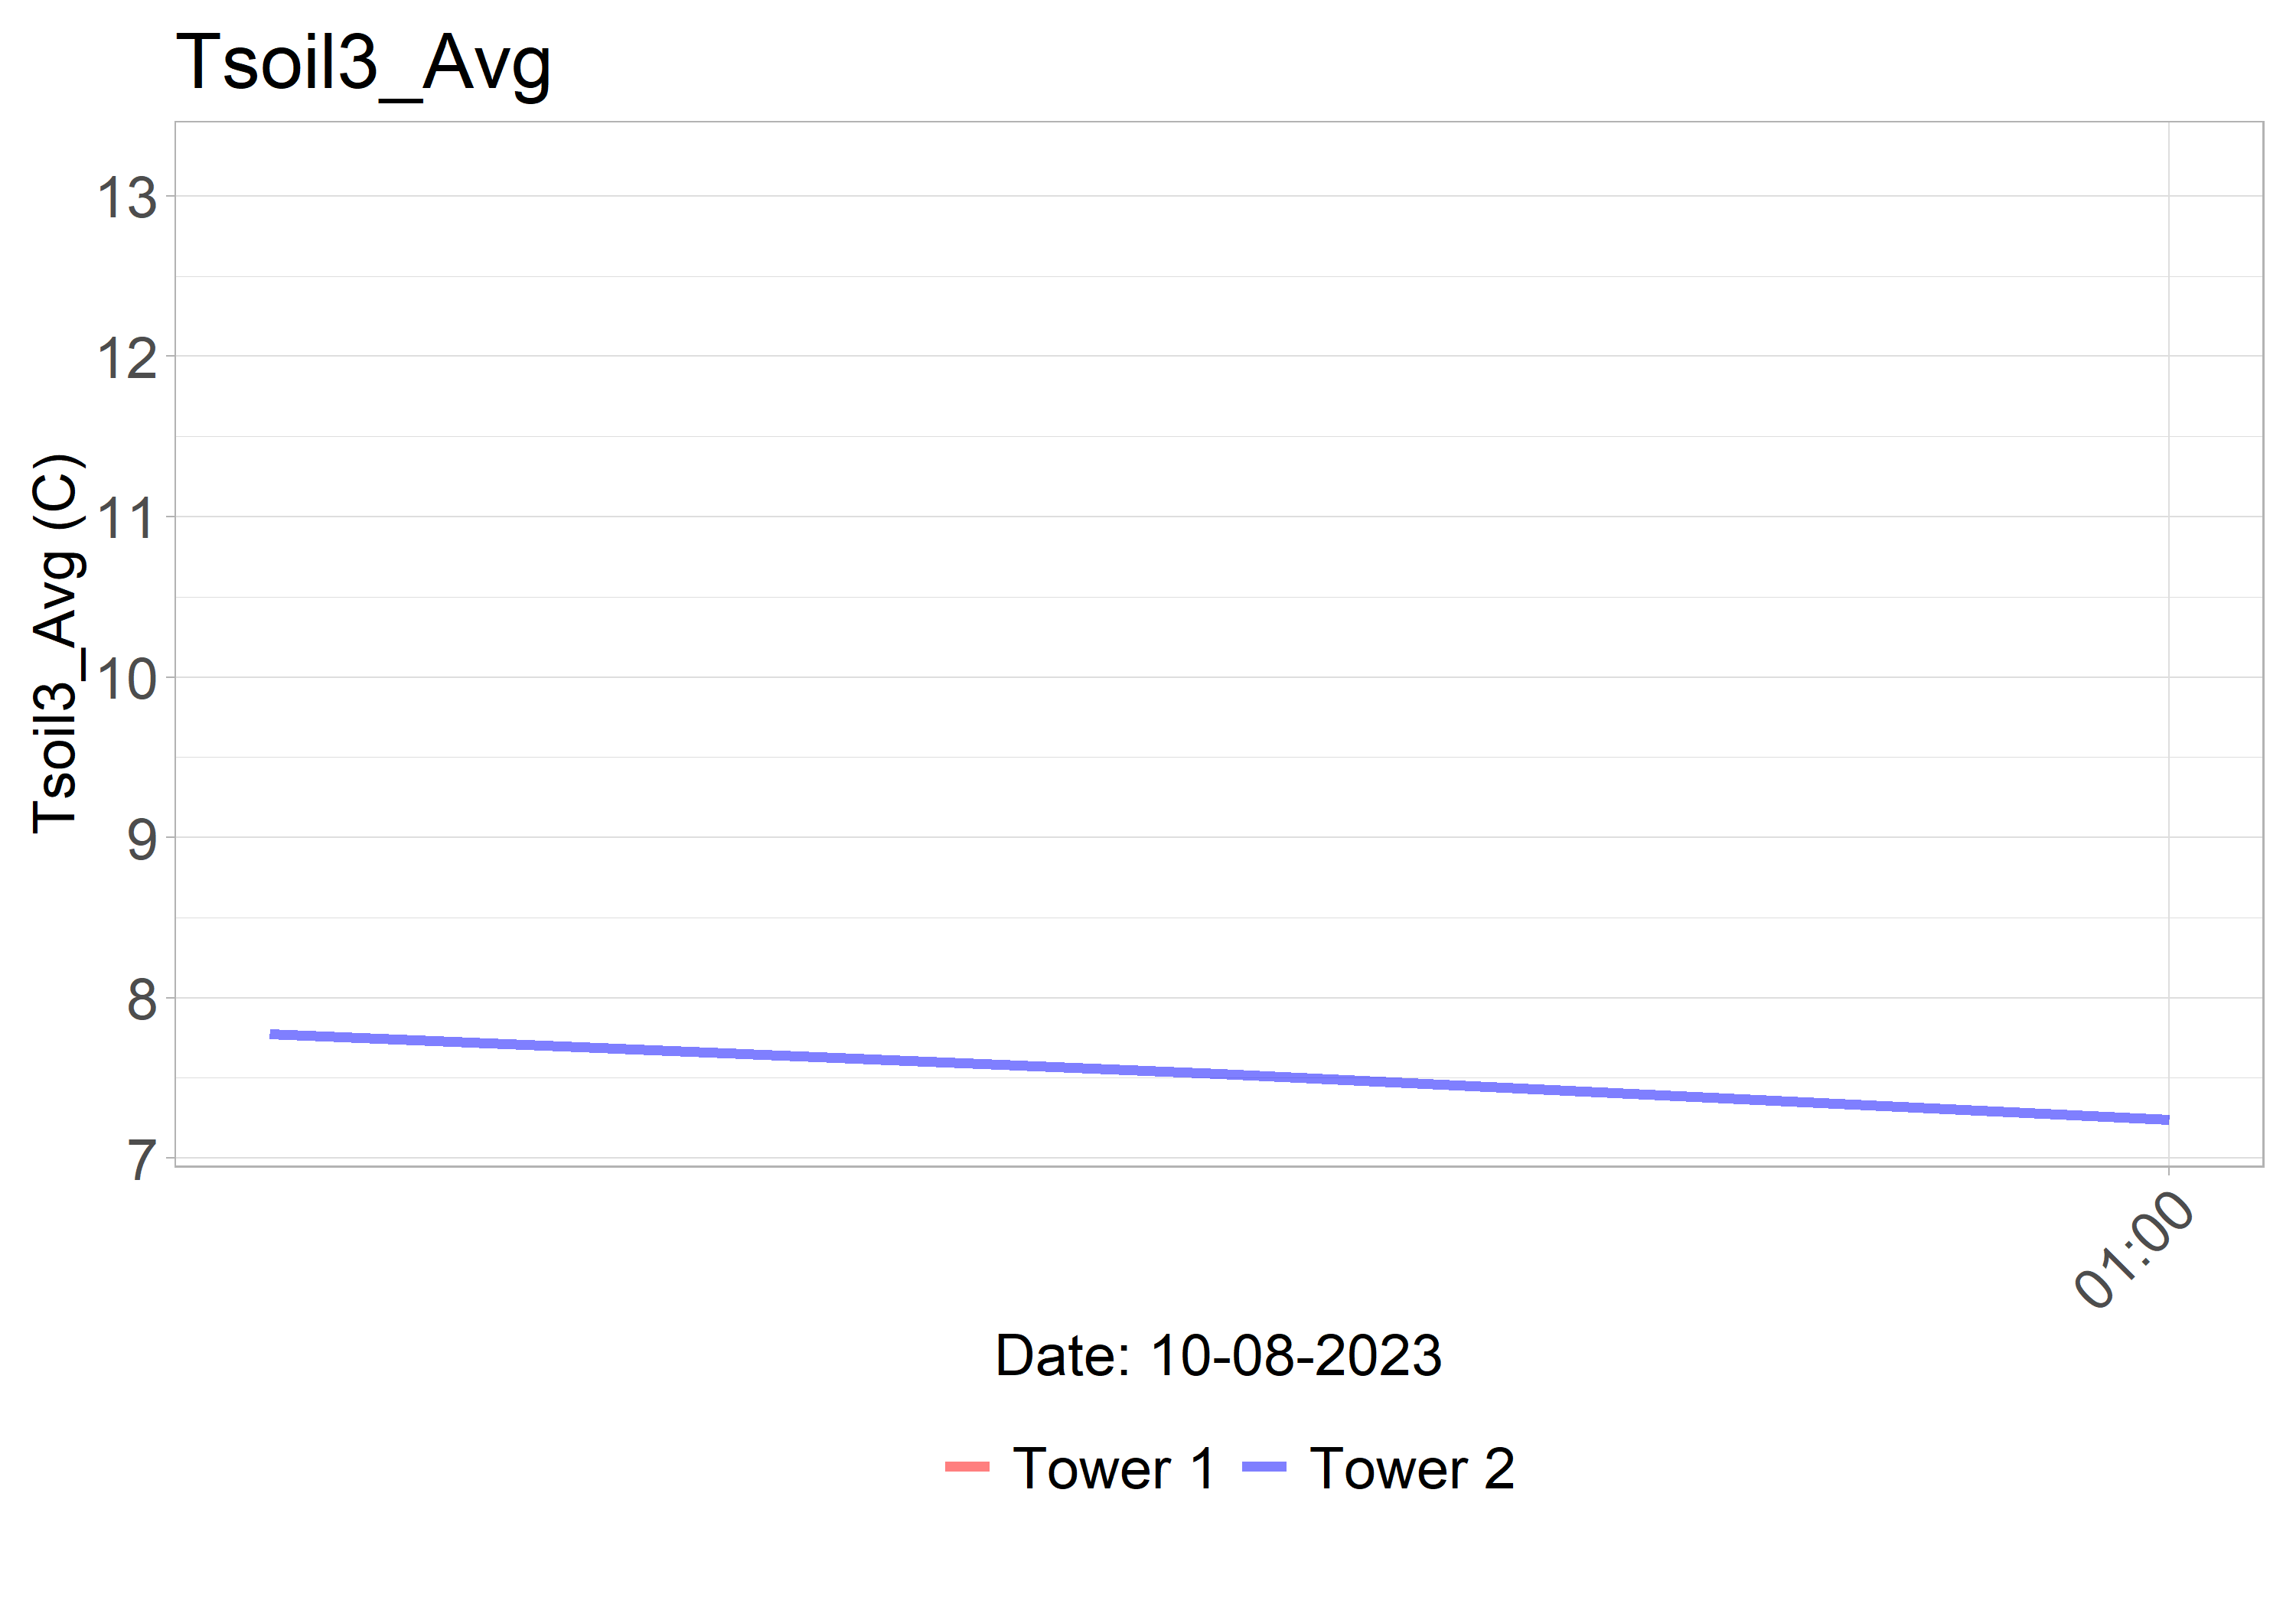 Tsoil3_Avg
Tsoil3_Avg (C)
13
12
11
10
9
8
7
01:00
Date: 10-08-2023
Tower 1 Tower 2